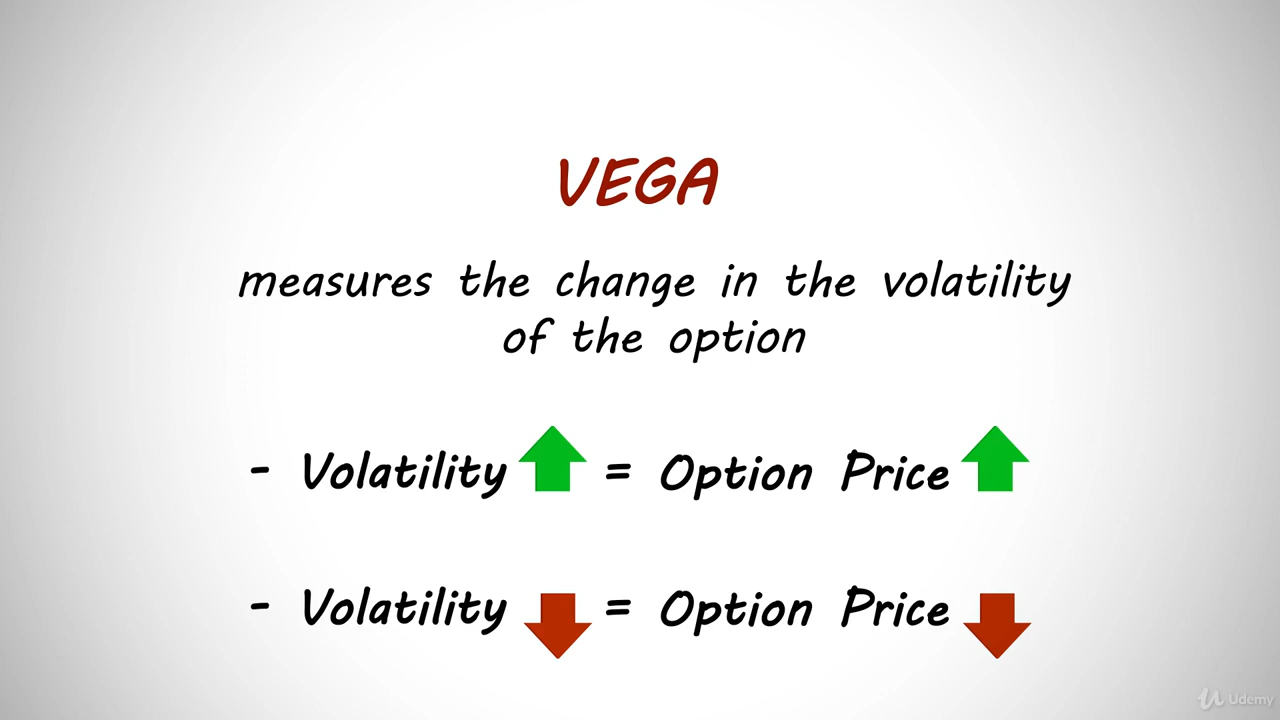 VEGA
measures the change in the volatility
of the option
- Volatility = Option Price
- Volatility = Option Price
Udemy